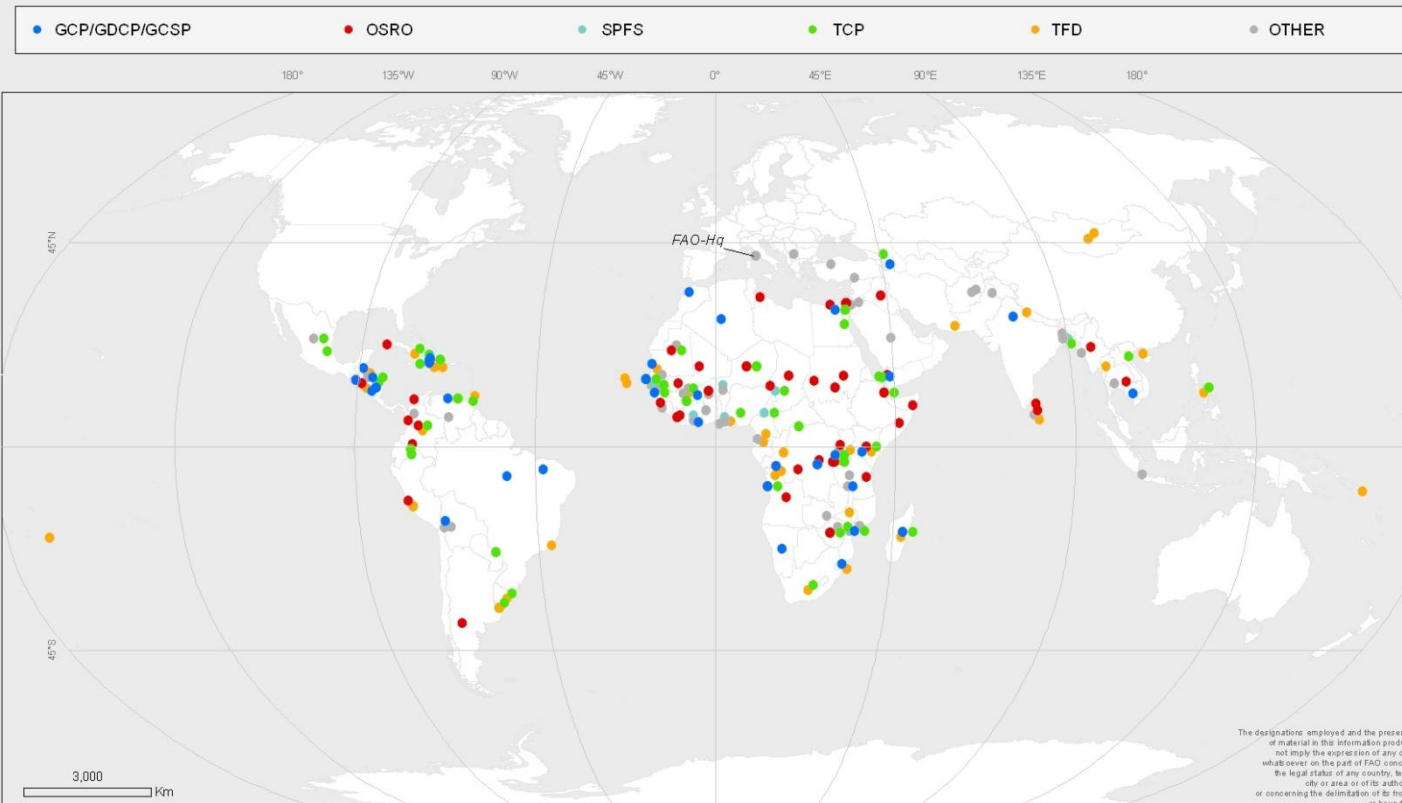 GCP/GDCP/GCSP OSRO SPFS TCP TFD OTHER
180° 135°W 90°W 45°W 0° 45°E 90°E 135°E 180°
45°N
FAO-Hq
45°S
3,000
Km
The designations employed and the presen
of material in this information produ
not imply the expression of any o
whatsoever on the part of FAO conc
the legal status of any country, te
city or area or of its autho
or concerning the delimitation of its fro